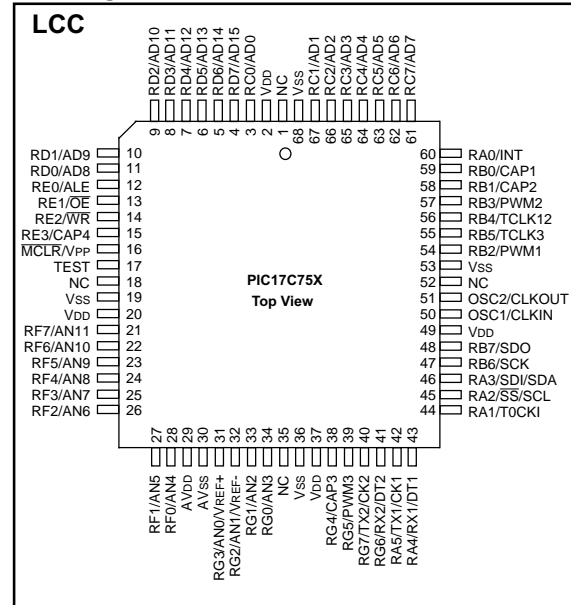 LCC
RD2/AD10
RD3/AD11
RD4/AD12
RD5/AD13
RD6/AD14
RD7/AD15
RC0/AD0
VDD
NC
VSS
RC1/AD1
RC2/AD2
RC3/AD3
RC4/AD4
RC5/AD5
RC6/AD6
RC7/AD7
9 8 7 6 5 4 3 2 1 68 67 66 65 64 63 62 61
RD1/AD9 10
RD0/AD8 11
RE0/ALE 12
RE1/OE 13
RE2/WR 14
RE3/CAP4 15
MCLR/VPP 16
TEST 17
NC 18
VSS 19
VDD 20
RF7/AN11 21
RF6/AN10 22
RF5/AN9 23
RF4/AN8 24
RF3/AN7 25
RF2/AN6 26
PIC17C75X
Top View
60 RA0/INT
59 RB0/CAP1
58 RB1/CAP2
57 RB3/PWM2
56 RB4/TCLK12
55 RB5/TCLK3
54 RB2/PWM1
53 VSS
52 NC
51 OSC2/CLKOUT
50 OSC1/CLKIN
49 VDD
48 RB7/SDO
47 RB6/SCK
46 RA3/SDI/SDA
45 RA2/SS/SCL
44 RA1/T0CKI
27 28 29 30 31 32 33 34 35 36 37 38 39 40 41 42 43
RF1/AN5
RF0/AN4
AVDD
AVSS
RG3/AN0/VREF+
RG2/AN1/VREF-
RG1/AN2
RG0/AN3
NC
VSS
VDD
RG4/CAP3
RG5/PWM3
RG7/TX2/CK2
RG6/RX2/DT2
RA5/TX1/CK1
RA4/RX1/DT1